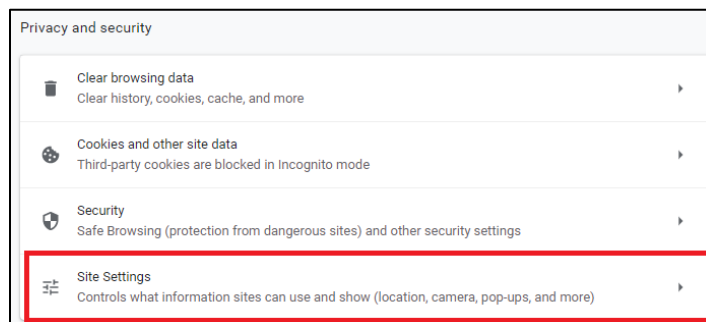 Privacy and security
Clear browsing data
Clear history, cookies, cache, and more
Cookies and other site data
Third-party cookies are blocked in Incognito mode
Security
Safe Browsing (protection from dangerous sites) and other security settings
Site Settings
Controls what information sites can use and show (location, camera, pop-ups, and more)